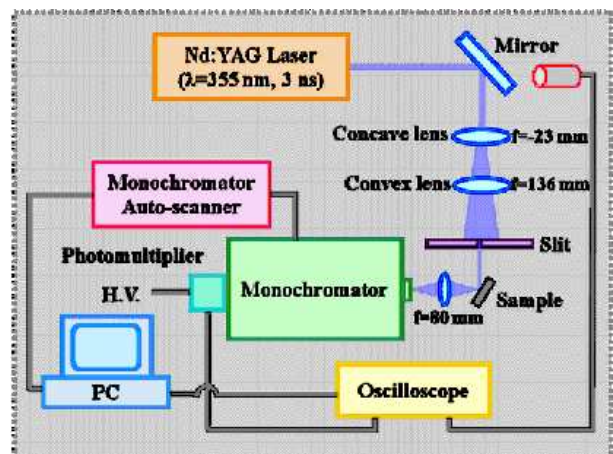 Nd:YAG Laser
(λ=355 nm, 3 ns)
Mirror
Concave lens
f=-23 mm
Convex lens
f=136 mm
Monochromator
Auto-scanner
Slit
Photomultiplier
H.V.
Monochromator
Sample
f=80 mm
PC
Oscilloscope